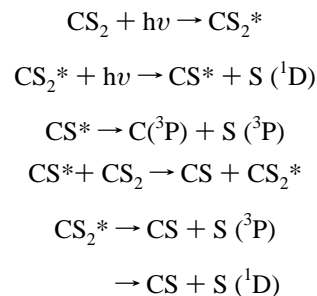 CS₂ + hυ → CS₂*
CS₂* + hυ → CS* + S (¹D)
CS* → C(³P) + S (³P)
CS*+ CS₂ → CS + CS₂*
CS₂* → CS + S (³P)
→ CS + S (¹D)